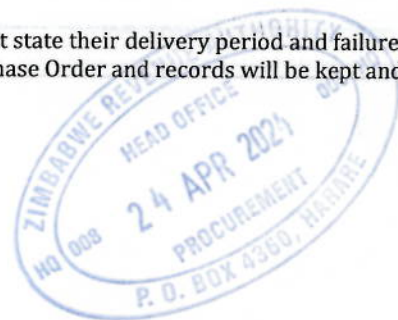 t state their delivery period and failure
hase Order and records will be kept and
ZIMBABWE REVENUE AUTHORITY
HEAD OFFICE
24 APR 2024
PROCUREMENT
HQ 008
P. O. BOX 4360, HARARE